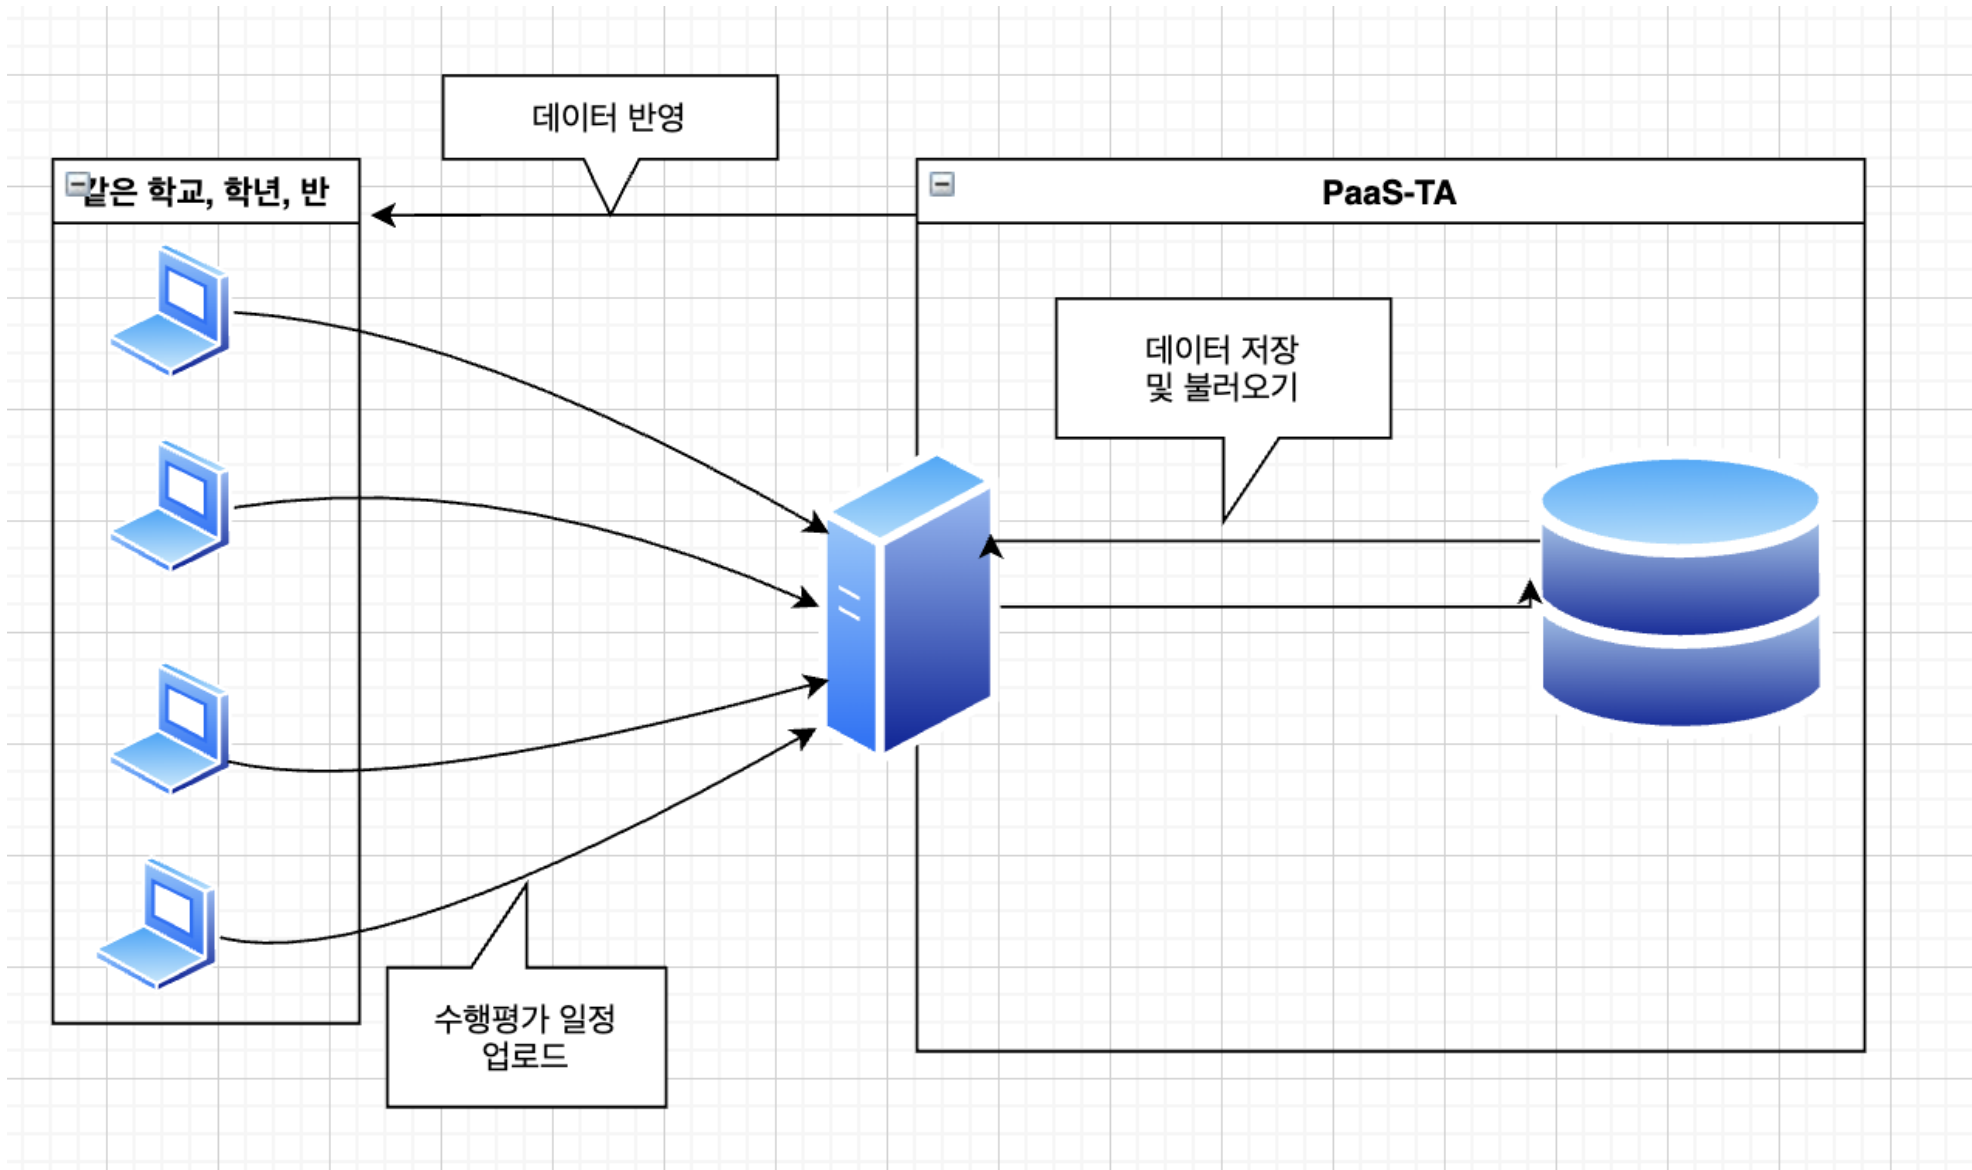 데이터 반영
같은 학교, 학년, 반
PaaS-TA
데이터 저장
및 불러오기
수행평가 일정
업로드